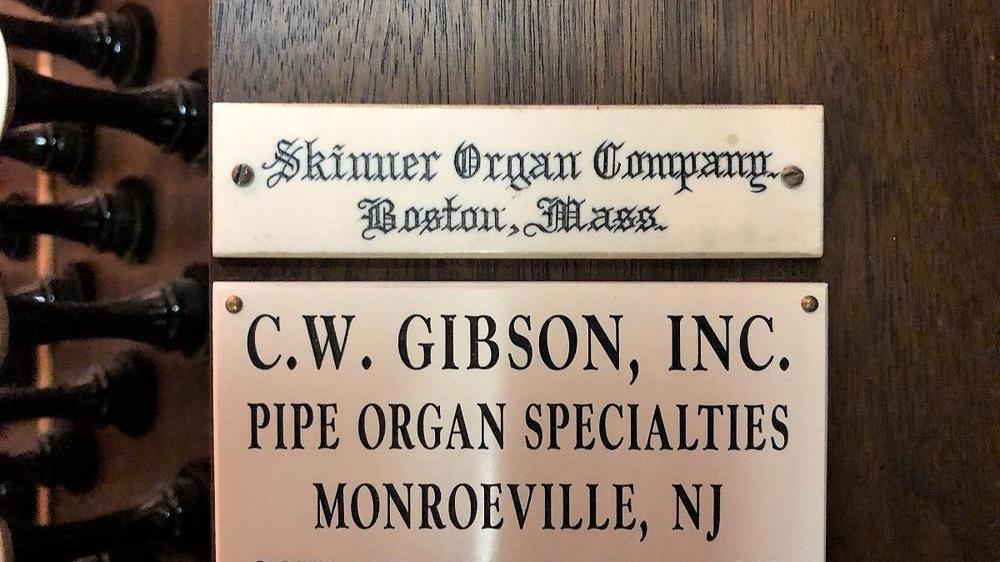 Skinner Organ Company.
Boston, Mass.
C.W. GIBSON, INC.
PIPE ORGAN SPECIALTIES
MONROEVILLE, NJ